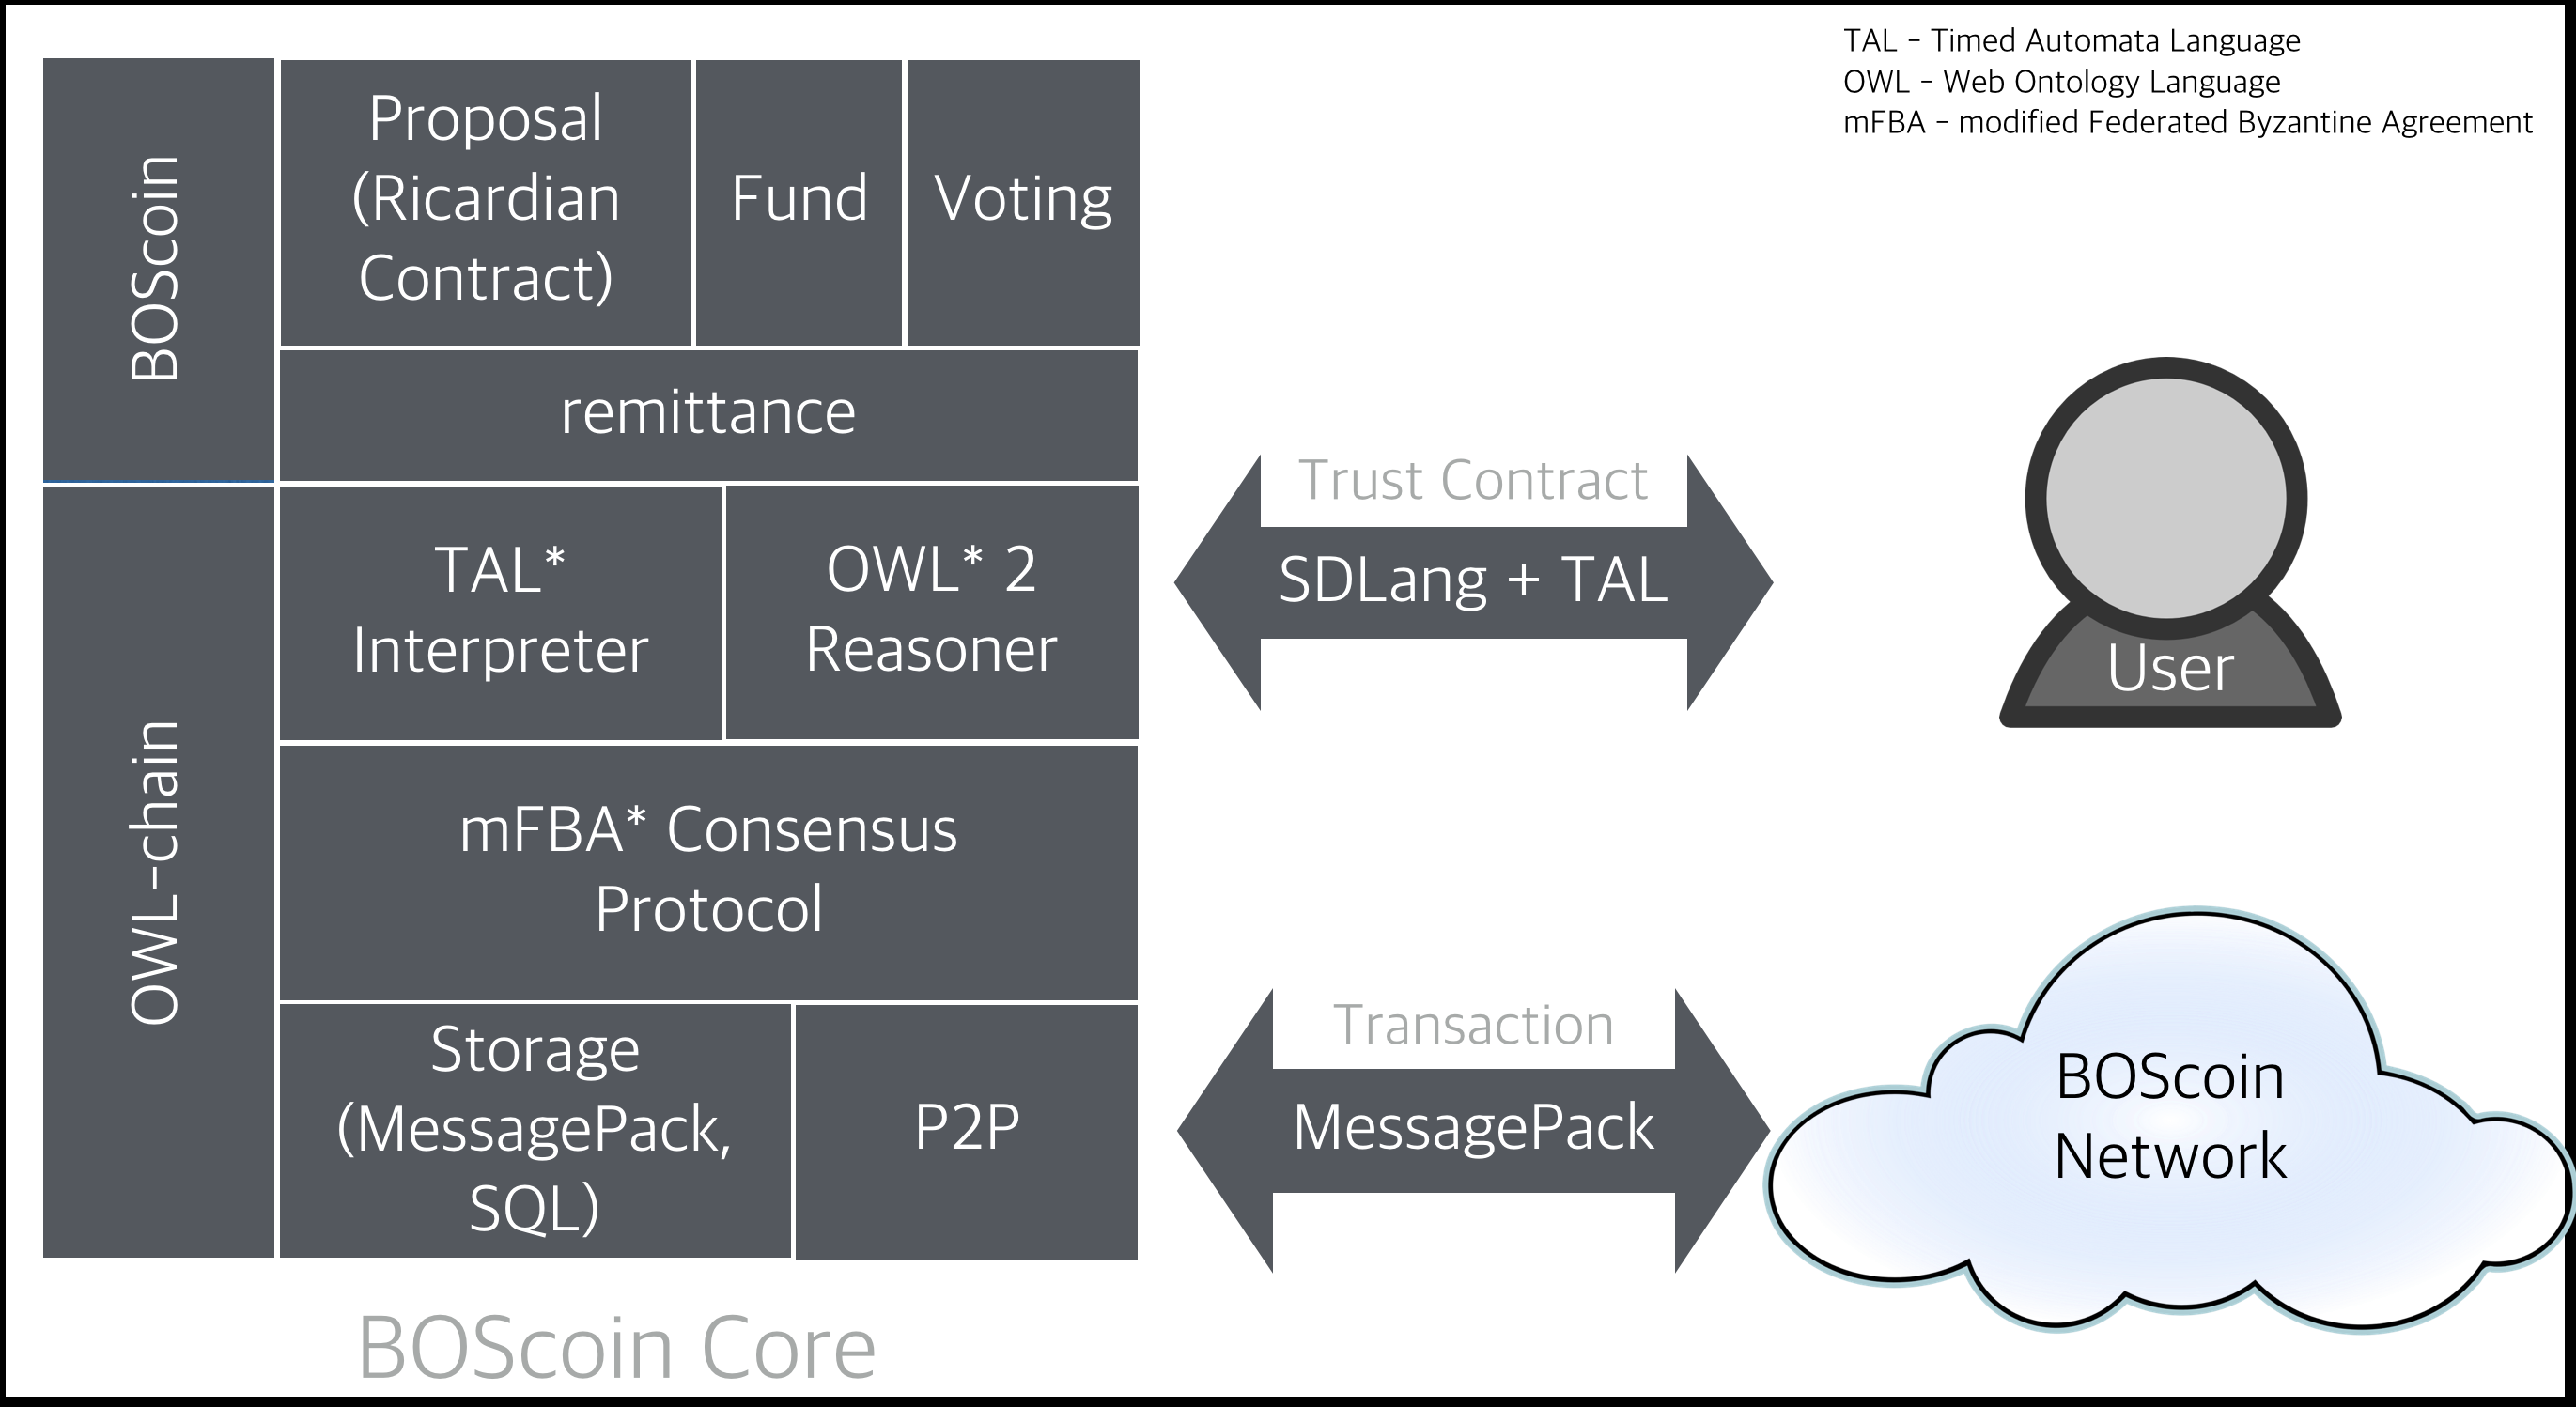 TAL - Timed Automata Language
OWL - Web Ontology Language
mFBA - modified Federated Byzantine Agreement
BOScoin
Proposal
(Ricardian
Contract)
Fund
Voting
remittance
OWL-chain
TAL*
Interpreter
OWL* 2
Reasoner
mFBA* Consensus
Protocol
Storage
(MessagePack,
SQL)
P2P
BOScoin Core
Trust Contract
SDLang + TAL
User
Transaction
MessagePack
BOScoin
Network